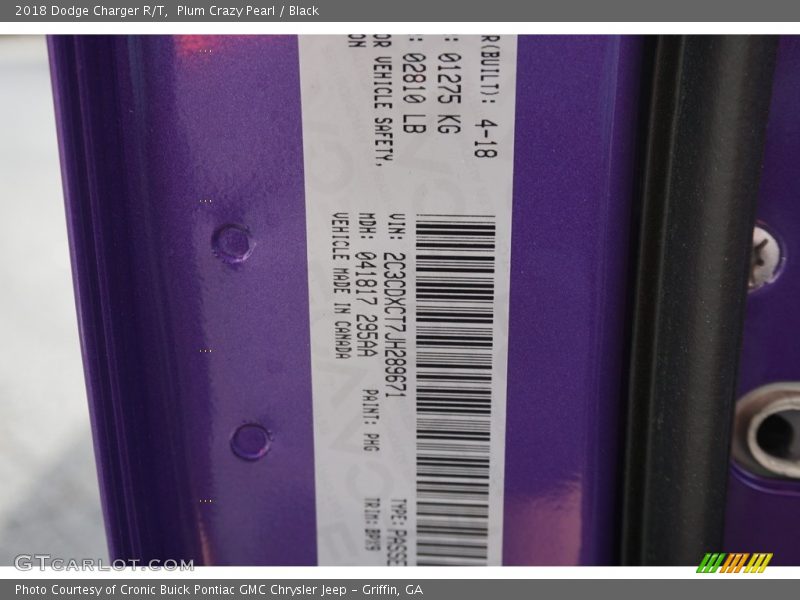 2018 Dodge Charger R/T,  Plum Crazy Pearl / Black
R(BUILT): 4-18
: 01275 KG
: 02810 LB
OR VEHICLE SAFETY,
ON
VIN: 2C3CDXCT7JH289671 TYPE: PASSE
MDH: 041817 295AA PAINT: PHG TRIM: BPX9
VEHICLE MADE IN CANADA
GTCARLOT.COM
Photo Courtesy of Cronic Buick Pontiac GMC Chrysler Jeep - Griffin, GA